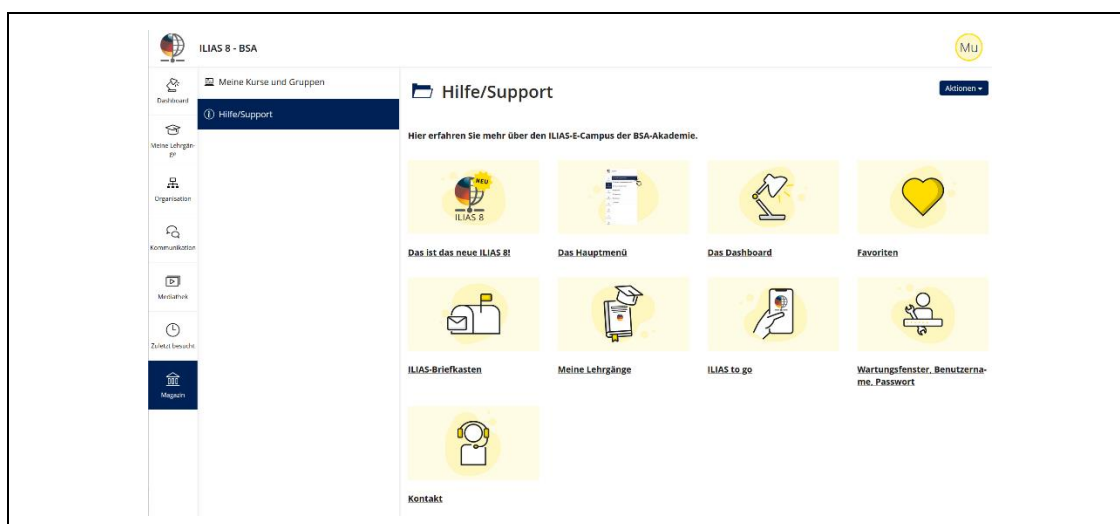 ILIAS 8 - BSA
Mu
Dashboard
Meine Lehrgän-
ge
Organisation
Kommunikation
Mediathek
Zuletzt besucht
Magazin
Meine Kurse und Gruppen
Hilfe/Support
Hilfe/Support
Aktionen
Hier erfahren Sie mehr über den ILIAS-E-Campus der BSA-Akademie.
NEU
ILIAS 8
Das ist das neue ILIAS 8!
Das Hauptmenü
Das Dashboard
Favoriten
ILIAS-Briefkasten
Meine Lehrgänge
ILIAS to go
Wartungsfenster, Benutzerna-
me, Passwort
Kontakt